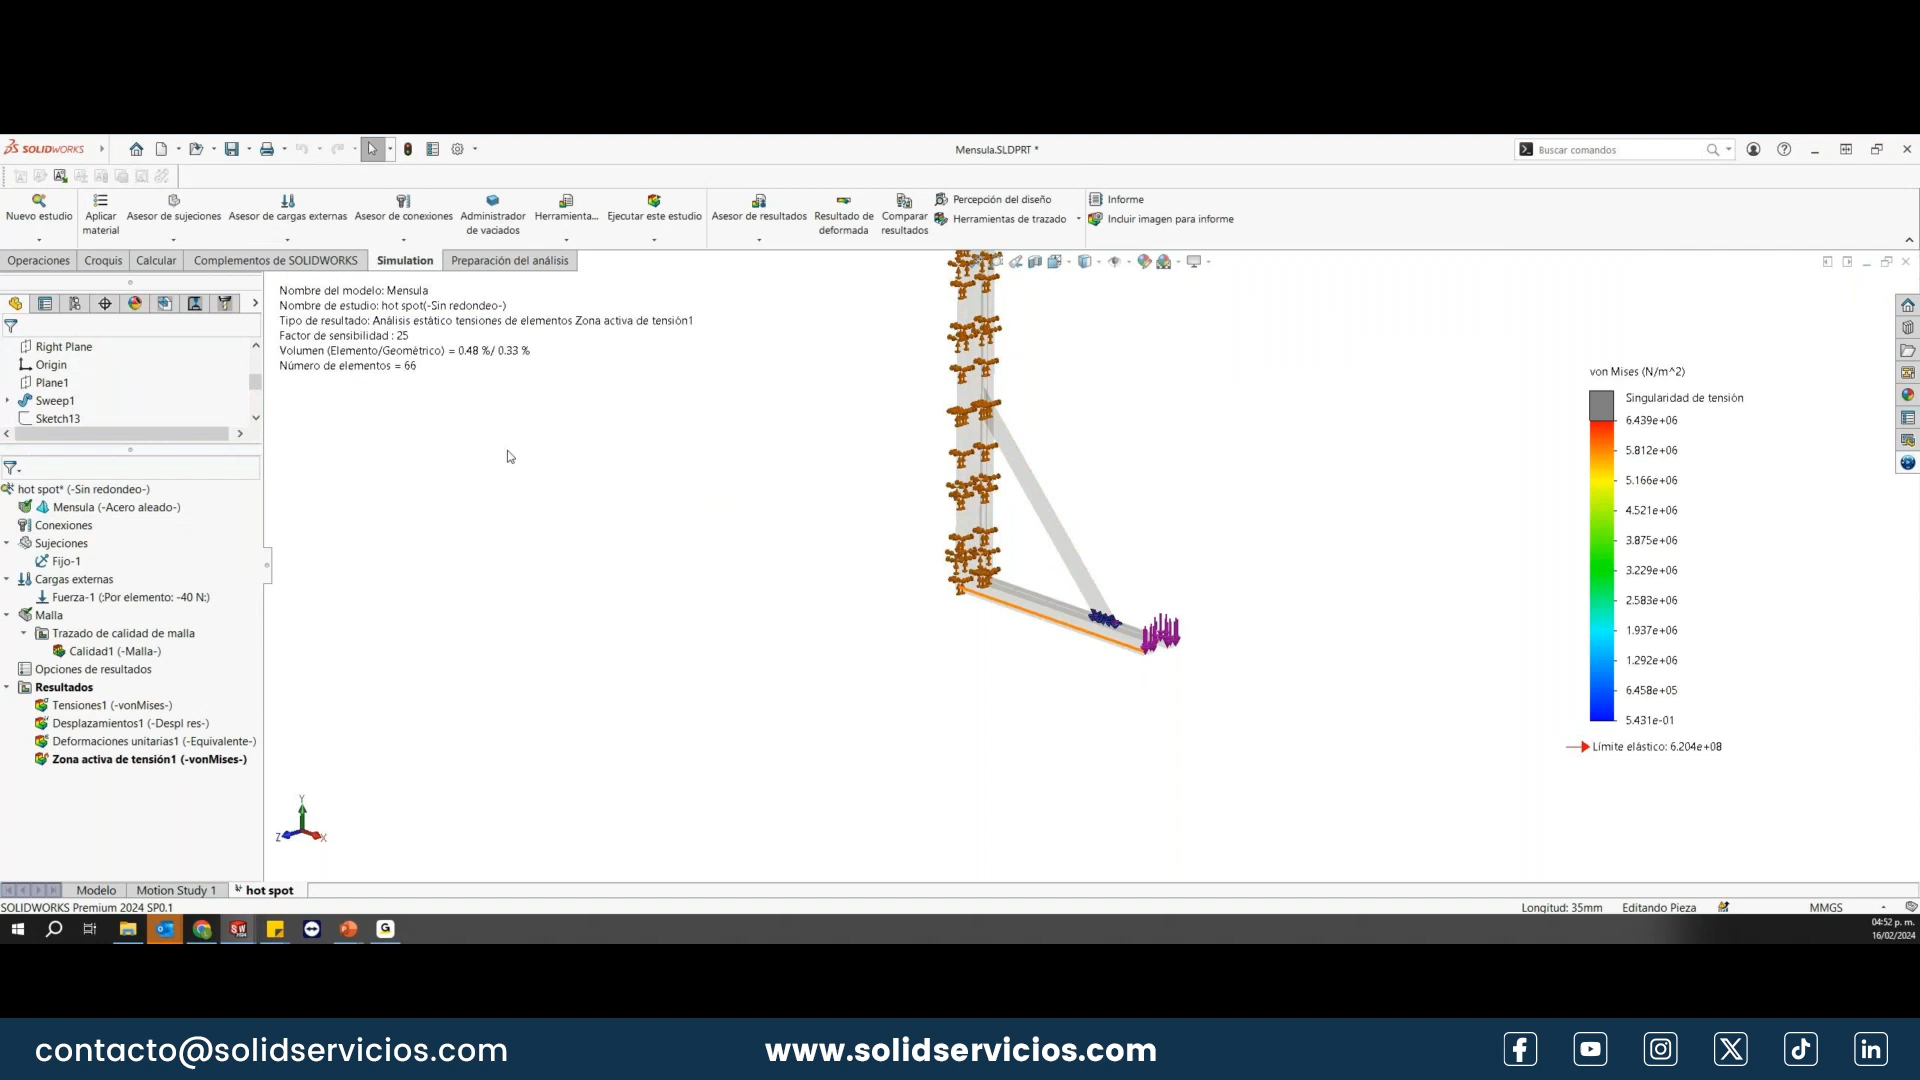 SOLIDWORKS
Mensula.SLDPRT *
Buscar comandos
Nuevo estudio
Aplicar material
Asesor de sujeciones
Asesor de cargas externas
Asesor de conexiones
Administrador de vaciados
Herramienta...
Ejecutar este estudio
Asesor de resultados
Resultado de deformada
Comparar resultados
Percepción del diseño
Herramientas de trazado
Informe
Incluir imagen para informe
Operaciones
Croquis
Calcular
Complementos de SOLIDWORKS
Simulation
Preparación del análisis
Right Plane
Origin
Plane1
Sweep1
Sketch13
hot spot* (-Sin redondeo-)
Mensula (-Acero aleado-)
Conexiones
Sujeciones
Fijo-1
Cargas externas
Fuerza-1 (:Por elemento: -40 N:)
Malla
Trazado de calidad de malla
Calidad1 (-Malla-)
Opciones de resultados
Resultados
Tensiones1 (-vonMises-)
Desplazamientos1 (-Despl res-)
Deformaciones unitarias1 (-Equivalente-)
Zona activa de tensión1 (-vonMises-)
Nombre del modelo: Mensula
Nombre de estudio: hot spot(-Sin redondeo-)
Tipo de resultado: Análisis estático tensiones de elementos Zona activa de tensión1
Factor de sensibilidad : 25
Volumen (Elemento/Geométrico) = 0.48 %/ 0.33 %
Número de elementos = 66
von Mises (N/m^2)
Singularidad de tensión
6.439e+06
5.812e+06
5.166e+06
4.521e+06
3.875e+06
3.229e+06
2.583e+06
1.937e+06
1.292e+06
6.458e+05
5.431e-01
Límite elástico: 6.204e+08
Y
Z
X
Modelo
Motion Study 1
hot spot
SOLIDWORKS Premium 2024 SP0.1
Longitud: 35mm
Editando Pieza
MMGS
04:52 p. m.
16/02/2024
contacto@solidservicios.com
www.solidservicios.com